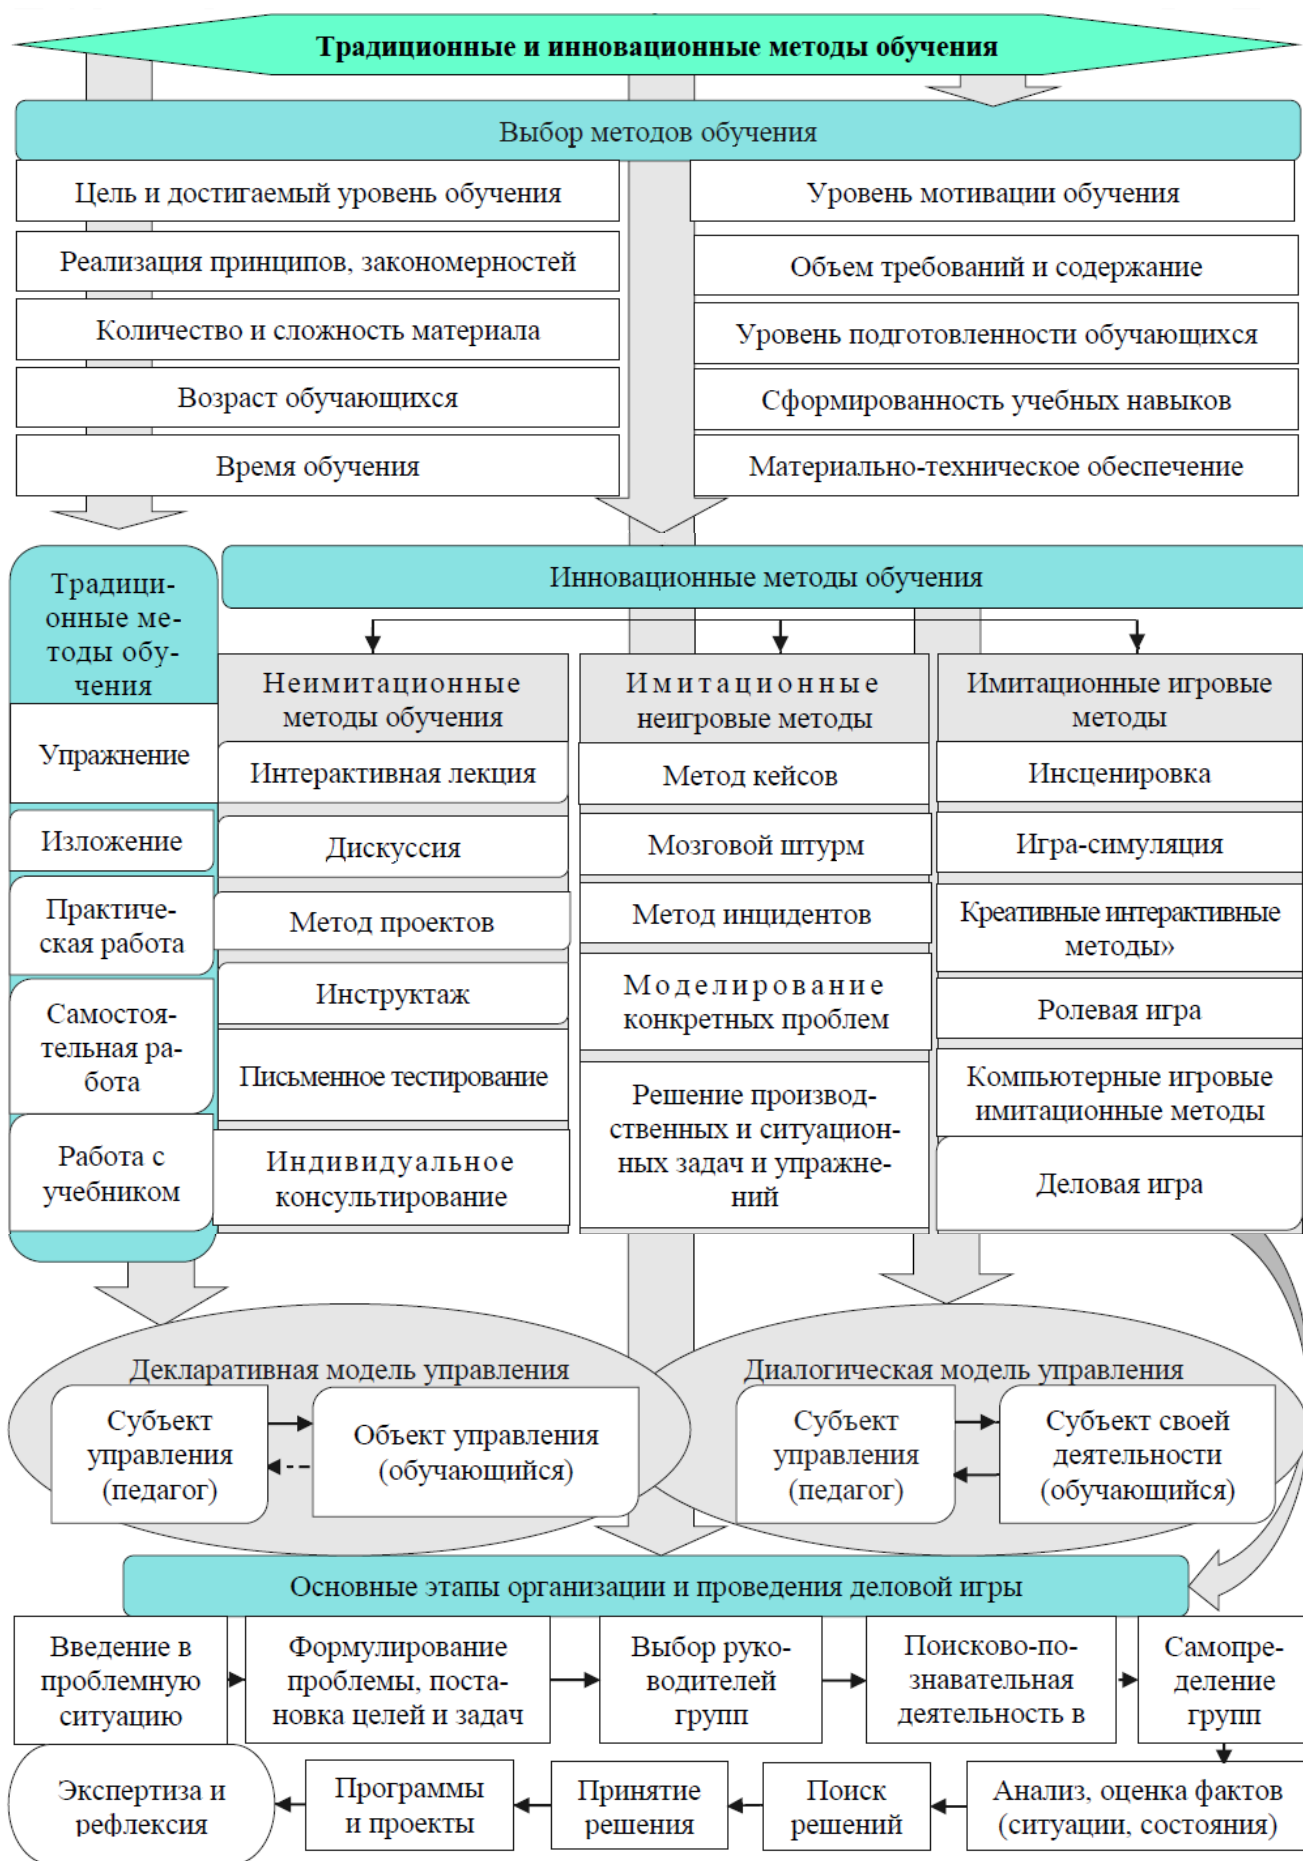 Традиционные и инновационные методы обучения
Выбор методов обучения
Цель и достигаемый уровень обучения
Уровень мотивации обучения
Реализация принципов, закономерностей
Объем требований и содержание
Количество и сложность материала
Уровень подготовленности обучающихся
Возраст обучающихся
Сформированность учебных навыков
Время обучения
Материально-техническое обеспечение
Традици-
онные ме-
тоды обу-
чения
Упражнение
Изложение
Практиче-
ская работа
Самостоя-
тельная ра-
бота
Работа с
учебником
Инновационные методы обучения
Неимитационные
методы обучения
Интерактивная лекция
Дискуссия
Метод проектов
Инструктаж
Письменное тестирование
Индивидуальное
консультирование
Имитационные
неигровые методы
Метод кейсов
Мозговой штурм
Метод инцидентов
Моделирование
конкретных проблем
Решение производ-
ственных и ситуацион-
ных задач и упражне-
ний
Имитационные игровые
методы
Инсценировка
Игра-симуляция
Креативные интерактивные
методы»
Ролевая игра
Компьютерные игровые
имитационные методы
Деловая игра
Декларативная модель управления
Субъект
управления
(педагог)
Объект управления
(обучающийся)
Диалогическая модель управления
Субъект
управления
(педагог)
Субъект своей
деятельности
(обучающийся)
Основные этапы организации и проведения деловой игры
Введение в
проблемную
ситуацию
Формулирование
проблемы, поста-
новка целей и задач
Выбор руко-
водителей
групп
Поисково-по-
знавательная
деятельность в
Самопре-
деление
групп
Анализ, оценка фактов
(ситуации, состояния)
Поиск
решений
Принятие
решения
Программы
и проекты
Экспертиза и
рефлексия